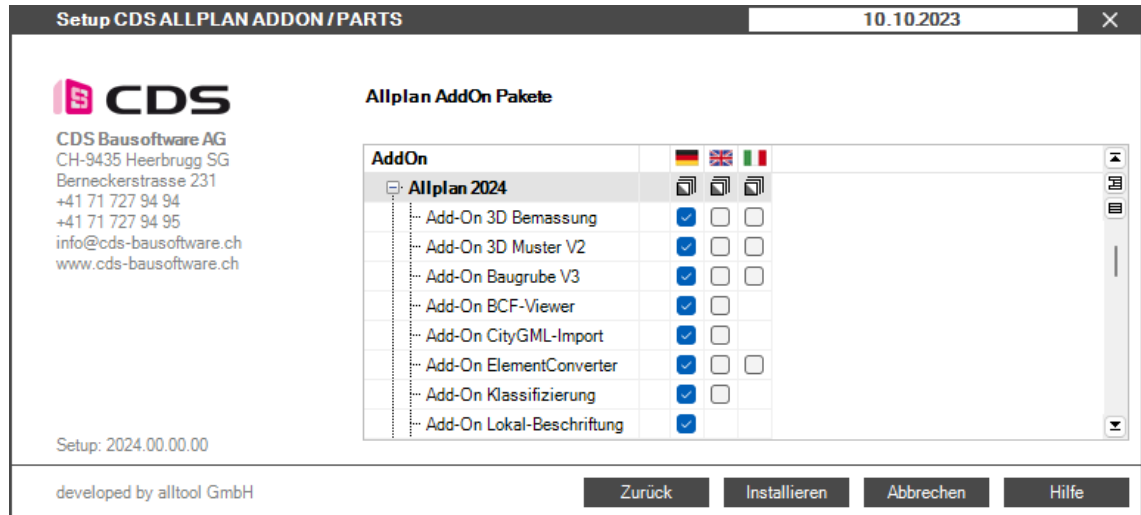 Setup CDS ALLPLAN ADDON / PARTS
10.10.2023
CDS
CDS Bausoftware AG
CH-9435 Heerbrugg SG
Berneckerstrasse 231
+41 71 727 94 94
+41 71 727 94 95
info@cds-bausoftware.ch
www.cds-bausoftware.ch
Allplan AddOn Pakete
AddOn
Allplan 2024
Add-On 3D Bemassung
Add-On 3D Muster V2
Add-On Baugrube V3
Add-On BCF-Viewer
Add-On CityGML-Import
Add-On ElementConverter
Add-On Klassifizierung
Add-On Lokal-Beschriftung
Setup: 2024.00.00.00
developed by alltool GmbH
Zurück
Installieren
Abbrechen
Hilfe